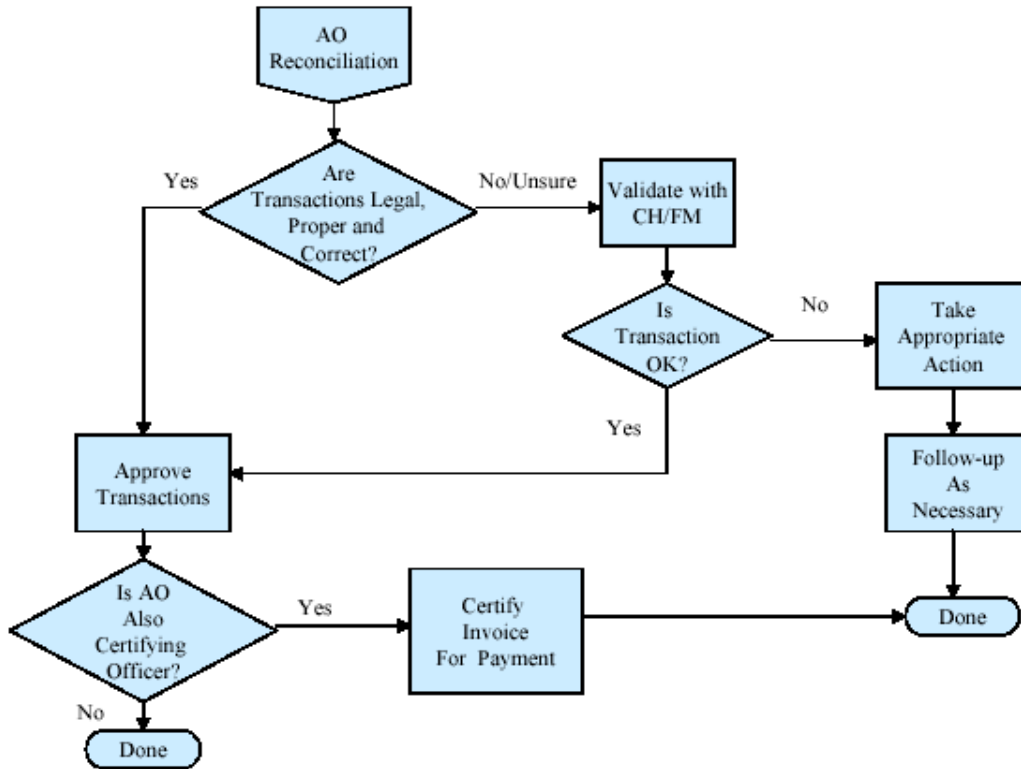 AO
Reconciliation
Are
Transactions Legal,
Proper and
Correct?
Yes
No/Unsure
Validate with
CH/FM
Is
Transaction
OK?
No
Take
Appropriate
Action
Yes
Approve
Transactions
Follow-up
As
Necessary
Is AO
Also
Certifying
Officer?
Yes
Certify
Invoice
For Payment
Done
No
Done